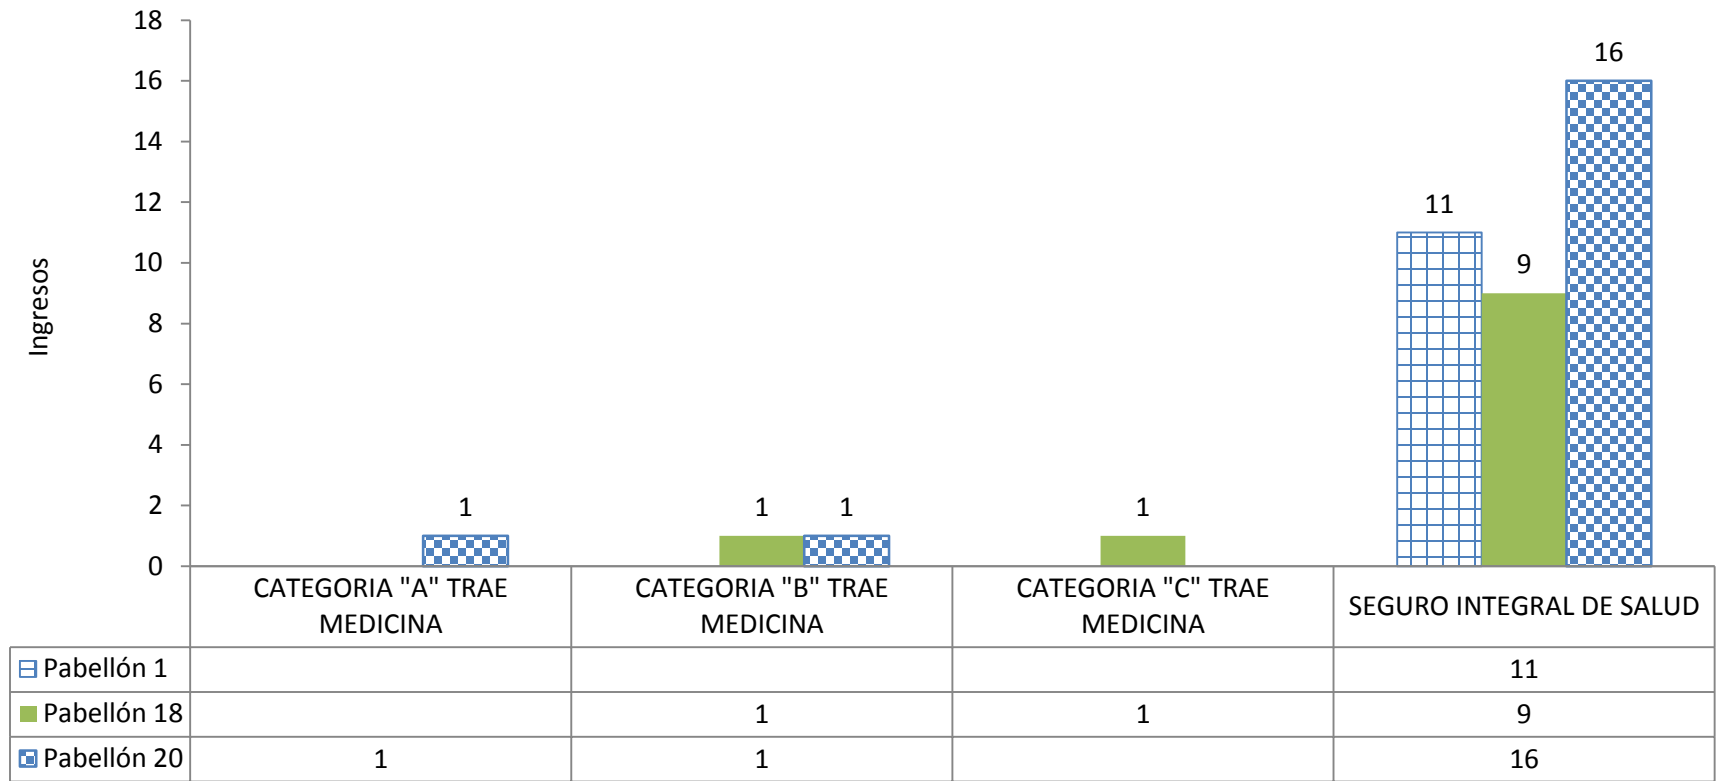 18
16
14
12
10
8
6
4
2
0
Ingresos
1
1
1
1
11
9
16
CATEGORIA "A" TRAE
MEDICINA
CATEGORIA "B" TRAE
MEDICINA
CATEGORIA "C" TRAE
MEDICINA
SEGURO INTEGRAL DE SALUD
Pabellón 1 11
Pabellón 18 1 1 9
Pabellón 20 1 1 16